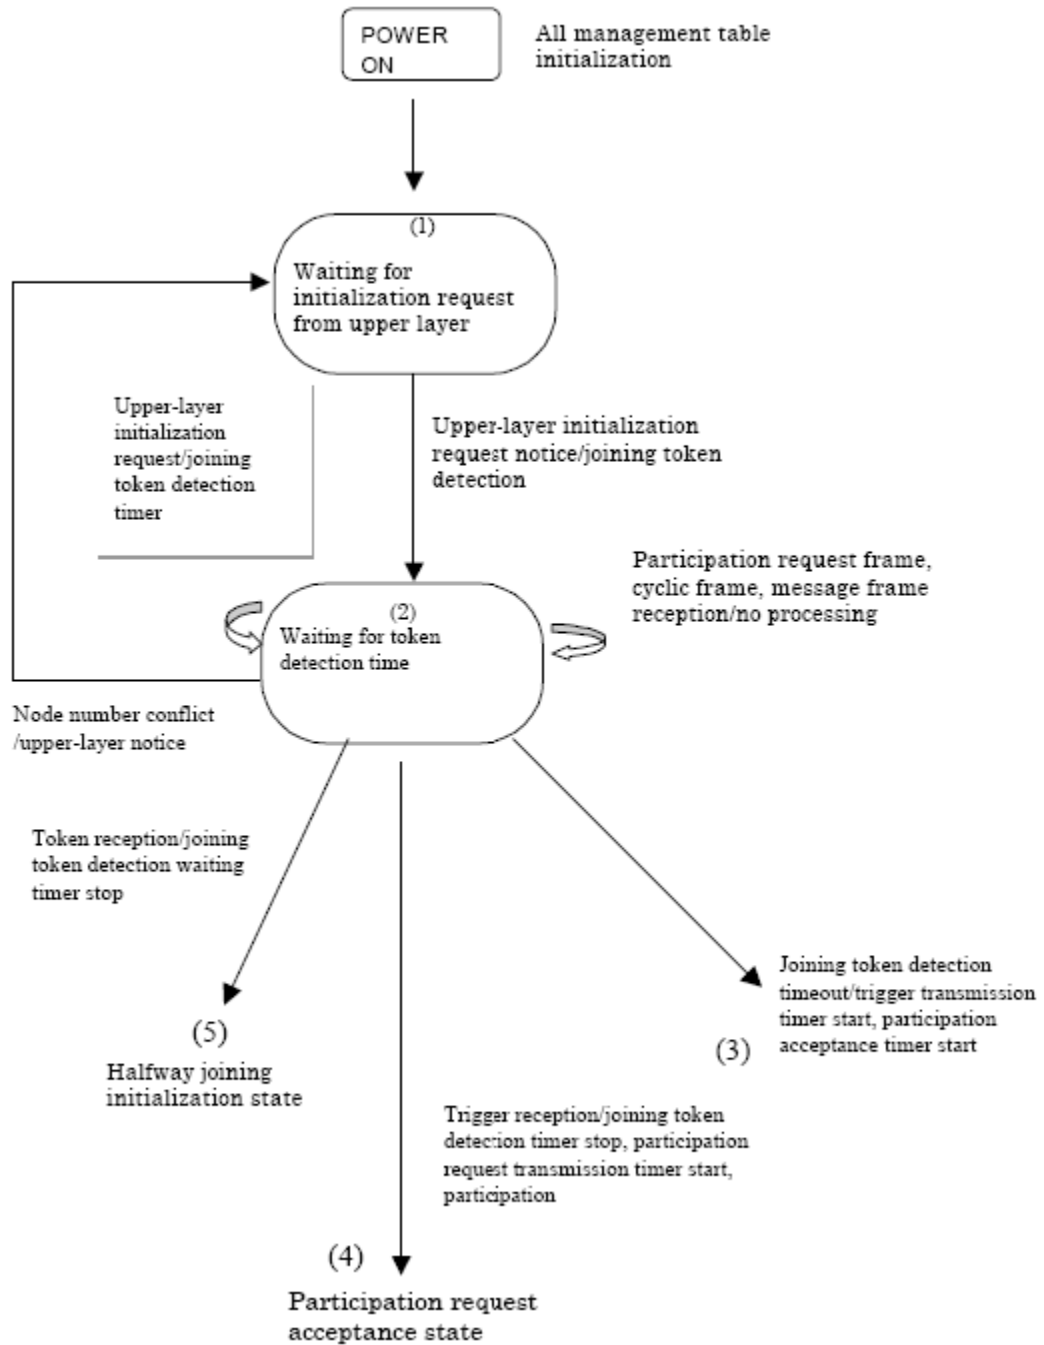 POWER
ON
All management table
initialization
(1)
Waiting for
initialization request
from upper layer
Upper-layer
initialization
request/joining
token detection
timer
Upper-layer initialization
request notice/joining token
detection
Participation request frame,
cyclic frame, message frame
reception/no processing
(2)
Waiting for token
detection time
Node number conflict
/upper-layer notice
Token reception/joining
token detection waiting
timer stop
Joining token detection
timeout/trigger transmission
timer start, participation
acceptance timer start
(3)
(5)
Halfway joining
initialization state
Trigger reception/joining token
detection timer stop, participation
request transmission timer start,
participation
(4)
Participation request
acceptance state